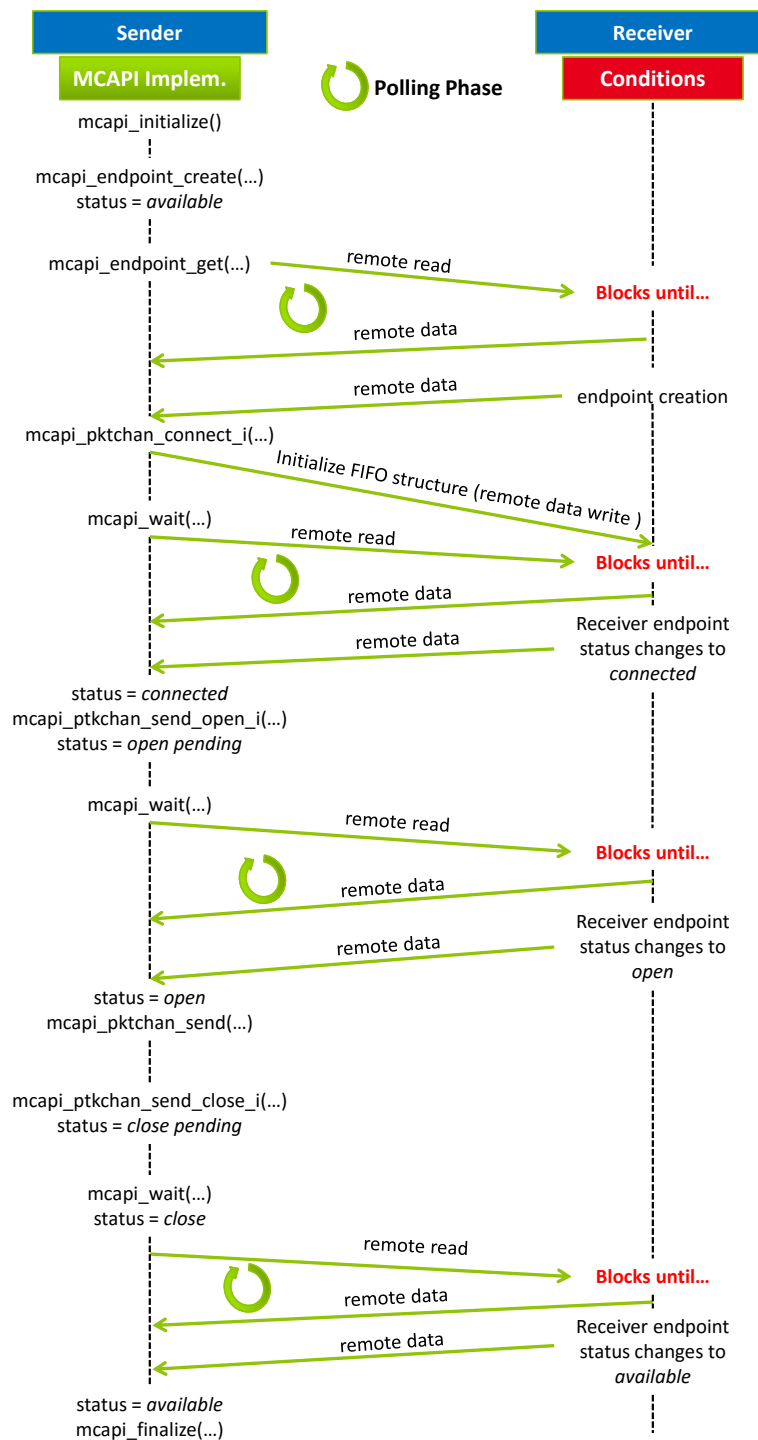 Sender
Receiver
MCAPI Implem.
Polling Phase
Conditions
mcapi_initialize()
mcapi_endpoint_create(...)
status = available
mcapi_endpoint_get(...)
remote read
Blocks until...
remote data
remote data
endpoint creation
mcapi_pktchan_connect_i(...)
Initialize FIFO structure (remote data write )
mcapi_wait(...)
remote read
Blocks until...
remote data
Receiver endpoint
status changes to
connected
remote data
status = connected
mcapi_ptkchan_send_open_i(...)
status = open pending
mcapi_wait(...)
remote read
Blocks until...
remote data
Receiver endpoint
status changes to
open
remote data
status = open
mcapi_pktchan_send(...)
mcapi_ptkchan_send_close_i(...)
status = close pending
mcapi_wait(...)
status = close
remote read
Blocks until...
remote data
Receiver endpoint
status changes to
available
remote data
status = available
mcapi_finalize(...)